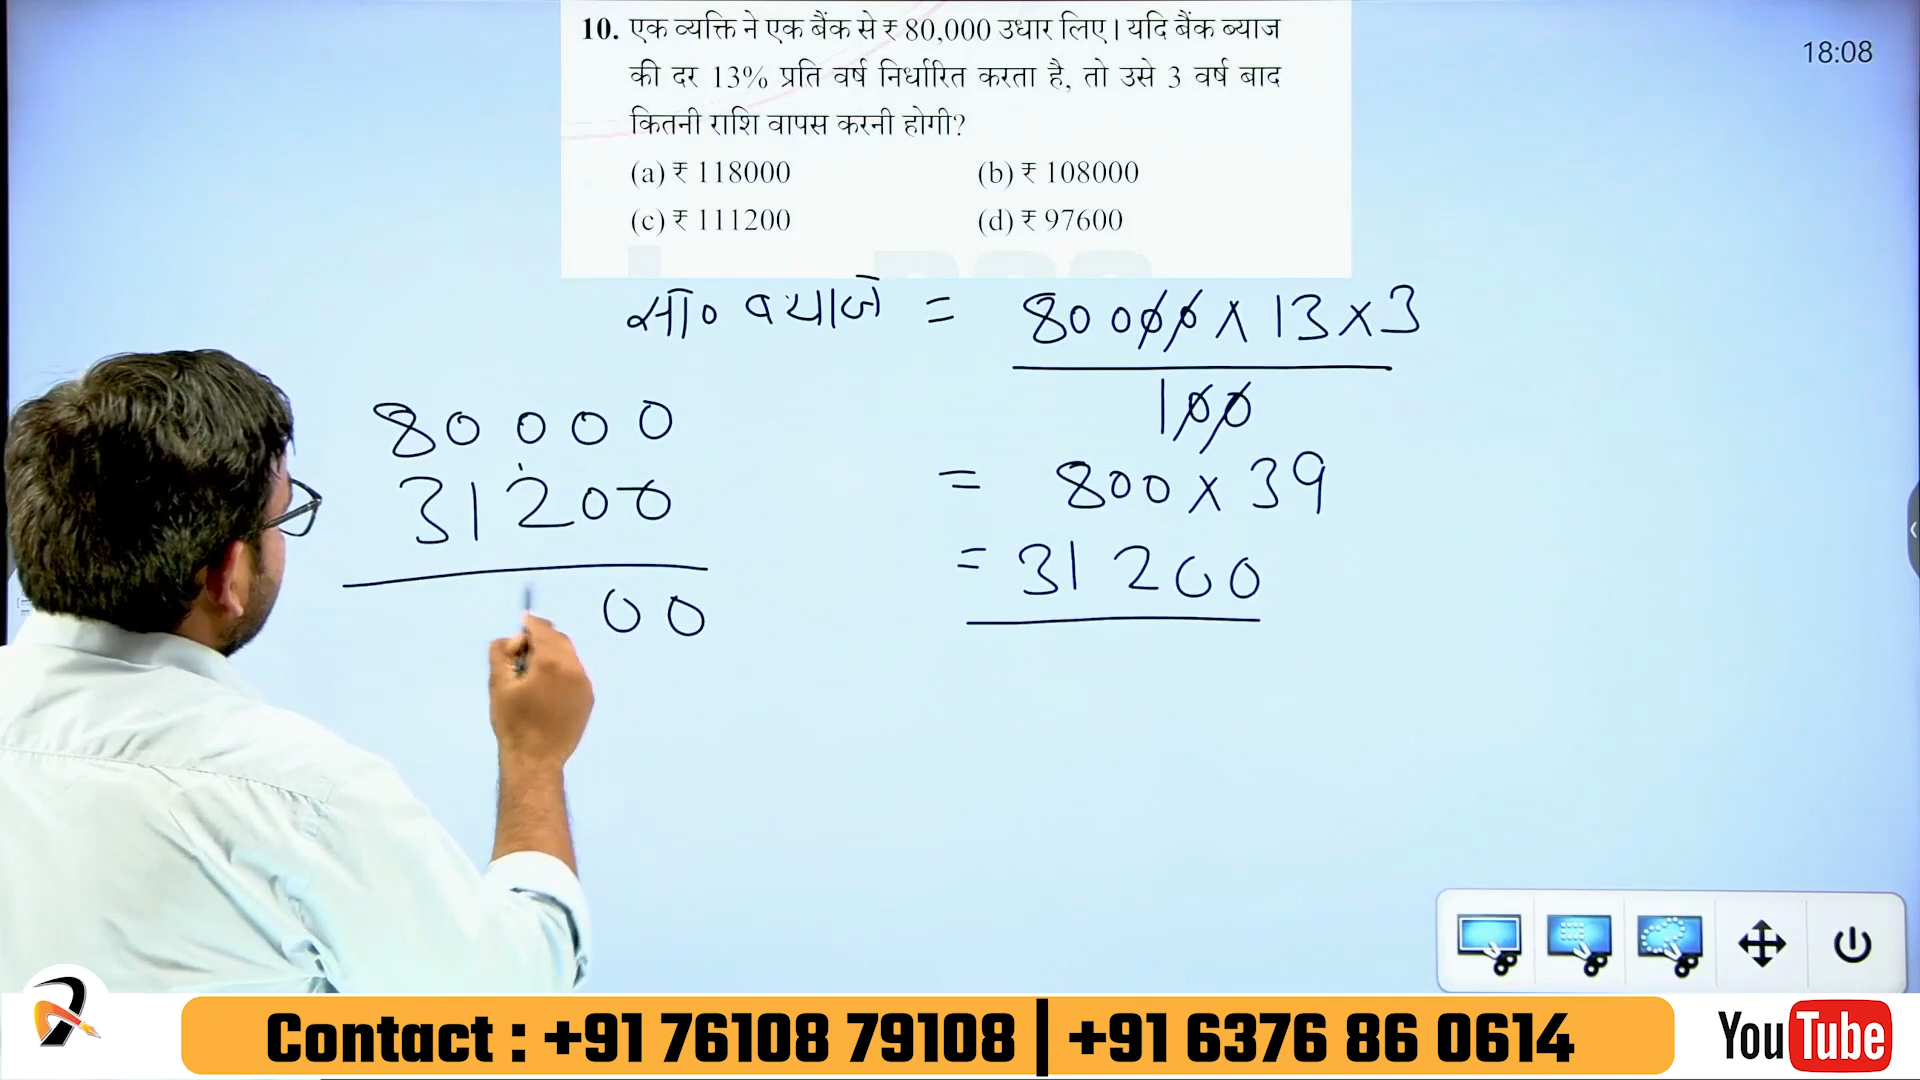 10. एक व्यक्ति ने एक बैंक से ₹ 80,000 उधार लिए। यदि बैंक ब्याज
की दर 13% प्रति वर्ष निर्धारित करता है, तो उसे 3 वर्ष बाद
कितनी राशि वापस करनी होगी?
(a) ₹ 118000 (b) ₹ 108000
(c) ₹ 111200 (d) ₹ 97600
18:08
सा० ब्याज = 80000 x 13 x 3
100
= 800 x 39
= 31200
80000
31200
00
Contact : +91 76108 79108 | +91 6376 86 0614
YouTube